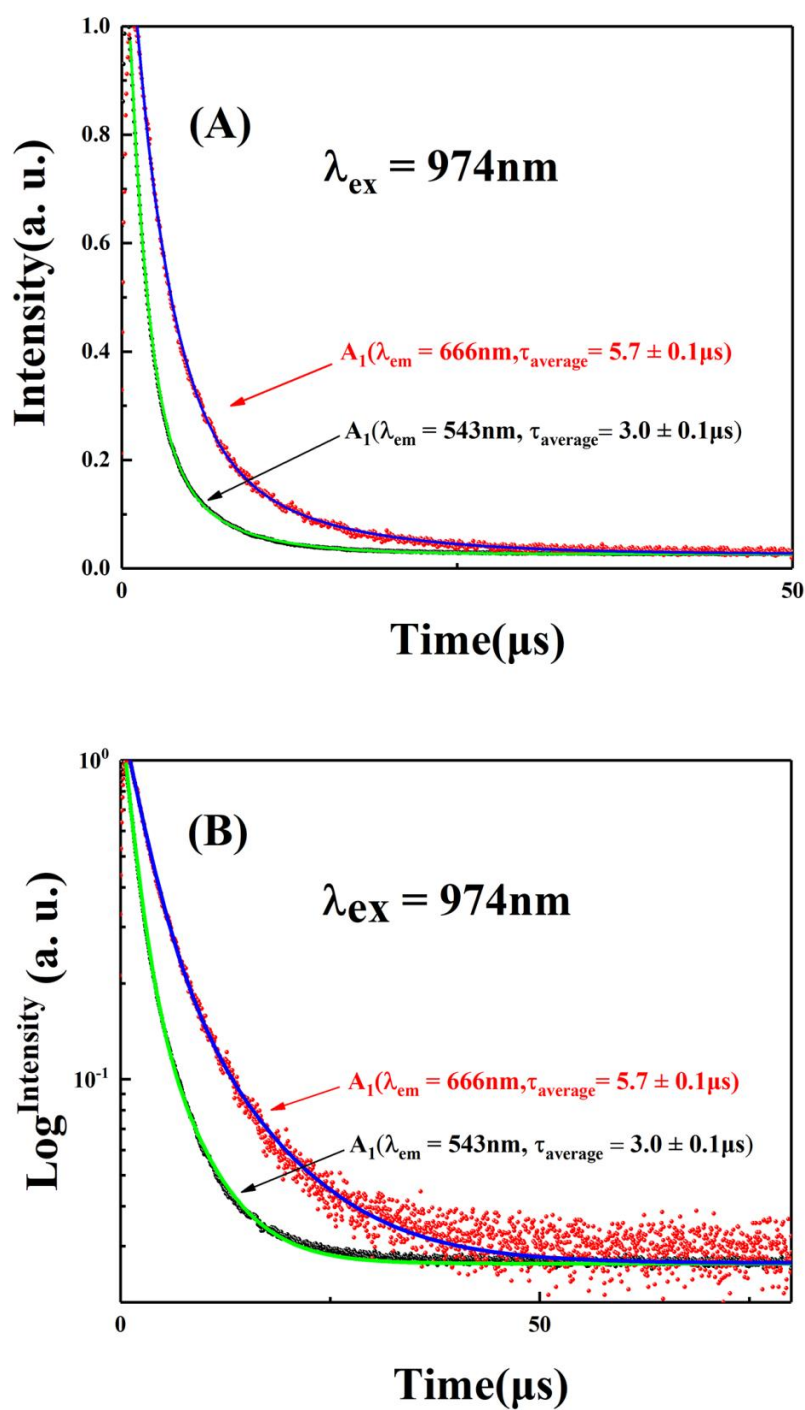 1.0
(A)
λex = 974nm
0.8
0.6
0.4
0.2
0.0
Intensity(a. u.)
A1(λem = 666nm,τaverage= 5.7 ± 0.1μs)
A1(λem = 543nm, τaverage= 3.0 ± 0.1μs)
0
50
Time(μs)
10⁰
(B)
λex = 974nm
Log^Intensity (a. u.)
10⁻¹
A1(λem = 666nm,τaverage= 5.7 ± 0.1μs)
A1(λem = 543nm, τaverage = 3.0 ± 0.1μs)
0
50
Time(μs)